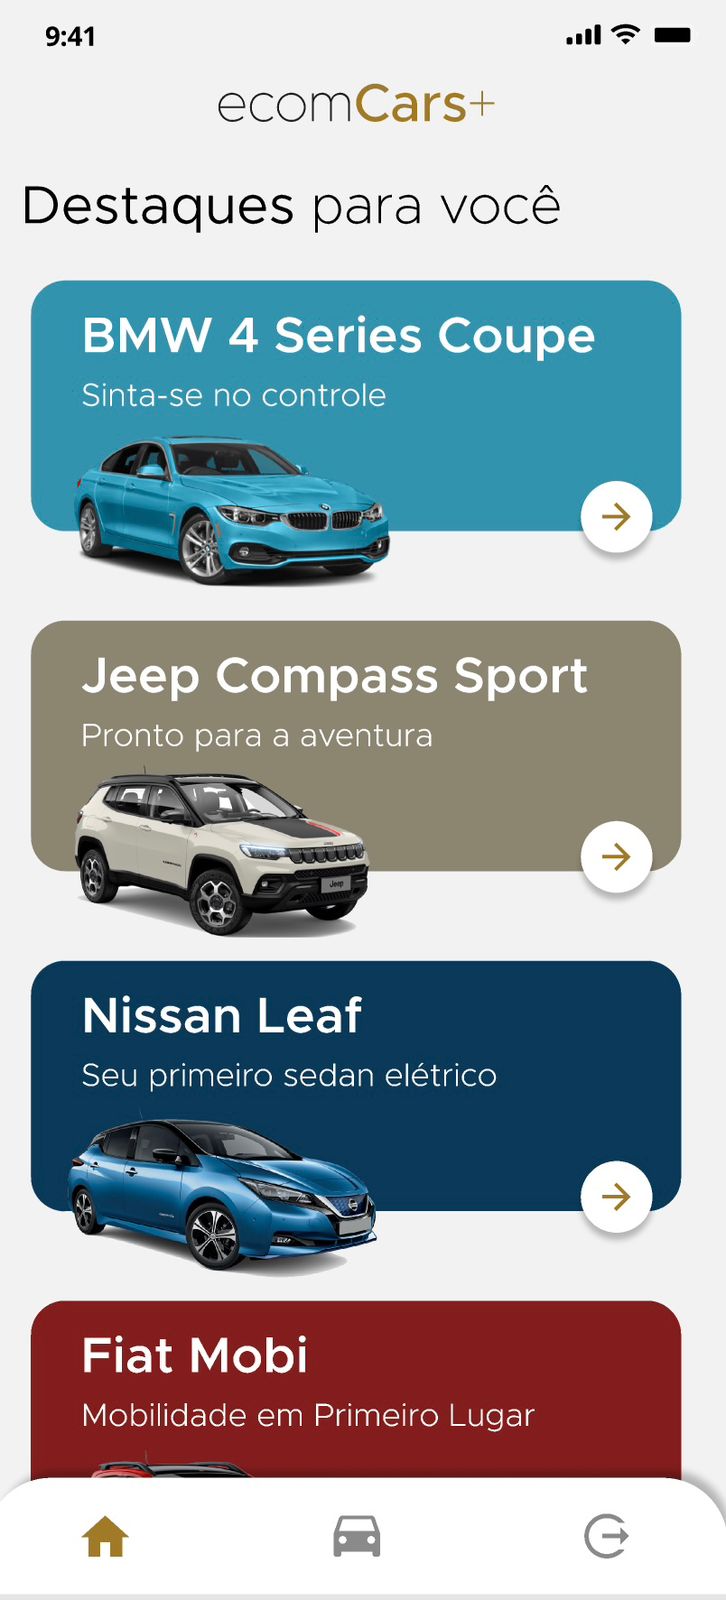 9:41
ecomCars+
Destaques para você
BMW 4 Series Coupe
Sinta-se no controle
Jeep Compass Sport
Pronto para a aventura
Jeep
Nissan Leaf
Seu primeiro sedan elétrico
Fiat Mobi
Mobilidade em Primeiro Lugar